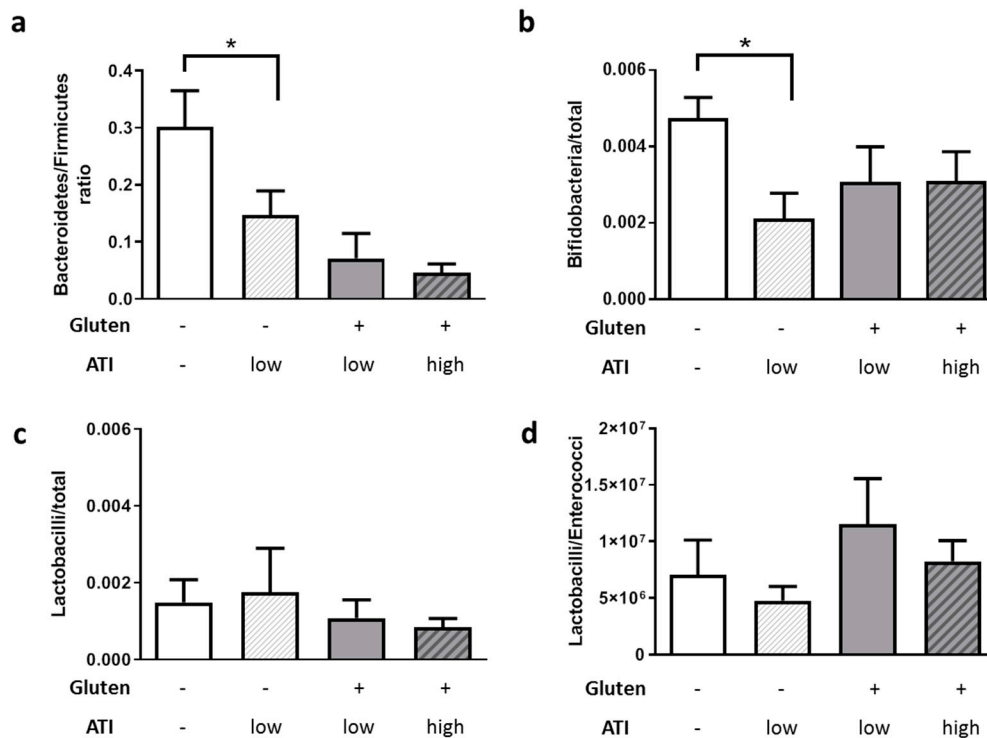 a
*
Bacteroidetes/Firmicutes
ratio
0.4
0.3
0.2
0.1
0.0
Gluten - - + +
ATI - low low high
b
*
Bifidobacteria/total
0.006
0.004
0.002
0.000
Gluten - - + +
ATI - low low high
c
Lactobacilli/total
0.006
0.004
0.002
0.000
Gluten - - + +
ATI - low low high
d
Lactobacilli/Enterococci
2×10⁷
1.5×10⁷
1×10⁷
5×10⁶
0
Gluten - - + +
ATI - low low high